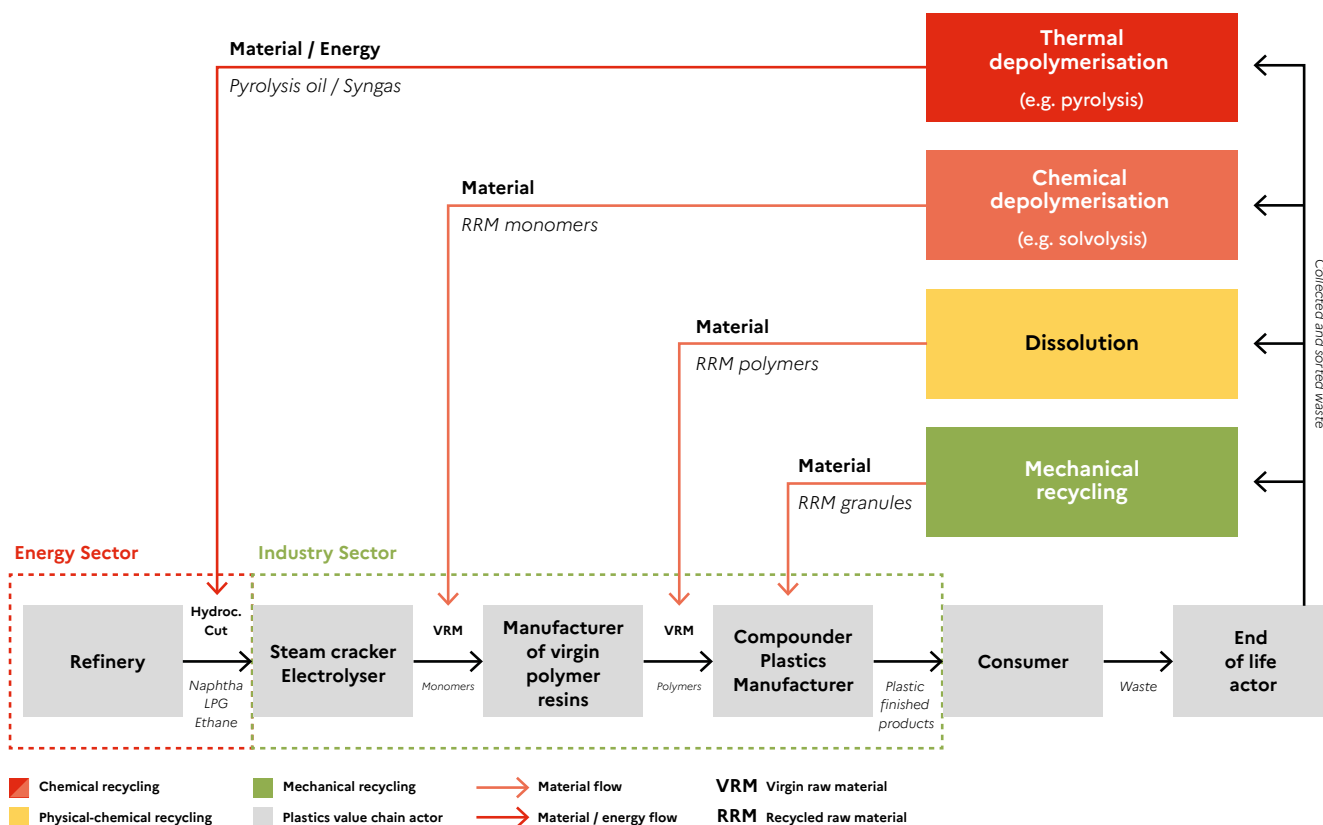 Material / Energy
Pyrolysis oil / Syngas
Thermal
depolymerisation
(e.g. pyrolysis)
Material
RRM monomers
Chemical
depolymerisation
(e.g. solvolysis)
Material
RRM polymers
Dissolution
Material
RRM granules
Mechanical
recycling
Collected and sorted waste
Energy Sector
Industry Sector
Refinery
Hydroc.
Cut
Naphtha
LPG
Ethane
Steam cracker
Electrolyser
VRM
Monomers
Manufacturer
of virgin
polymer
resins
VRM
Polymers
Compounder
Plastics
Manufacturer
Plastic
finished
products
Consumer
Waste
End
of life
actor
Chemical recycling
Mechanical recycling
Material flow
VRM Virgin raw material
Physical-chemical recycling
Plastics value chain actor
Material / energy flow
RRM Recycled raw material